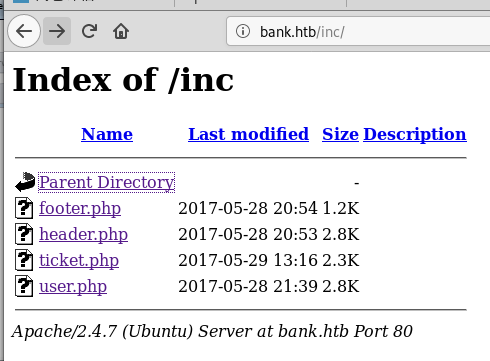 bank.htb/inc/
Index of /inc
Name Last modified Size Description
Parent Directory -
footer.php 2017-05-28 20:54 1.2K
header.php 2017-05-28 20:53 2.8K
ticket.php 2017-05-29 13:16 2.3K
user.php 2017-05-28 21:39 2.8K
Apache/2.4.7 (Ubuntu) Server at bank.htb Port 80